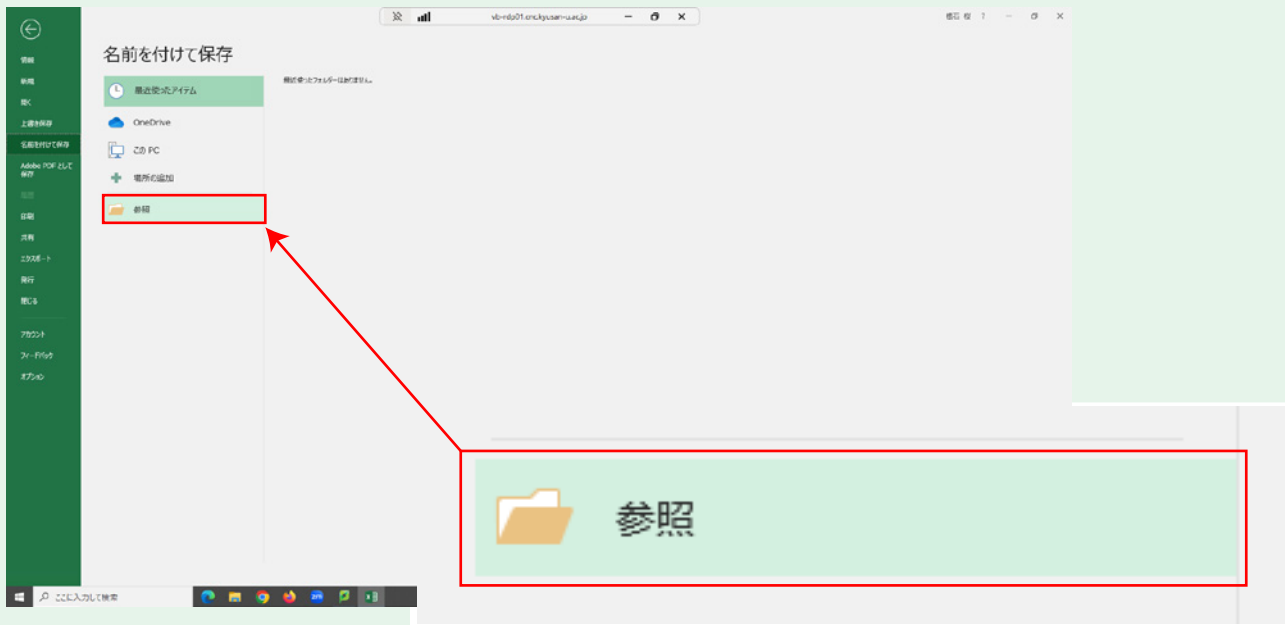 vb-rdp01.cnc.kyusan-u.ac.jp
?
名前を付けて保存
情報
新規
開く
上書き保存
名前を付けて保存
Adobe PDF として
保存
印刷
共有
エクスポート
発行
閉じる
アカウント
フィードバック
オプション
最近使ったアイテム
OneDrive
この PC
場所の追加
参照
最近使ったフォルダーはありません。
参照
ここに入力して検索